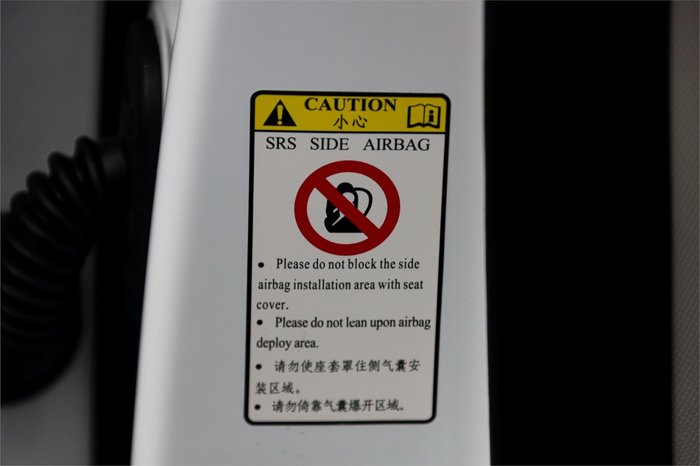 CAUTION
小心
SRS SIDE AIRBAG
• Please do not block the side
airbag installation area with seat
cover.
• Please do not lean upon airbag
deploy area.
• 请勿使座套罩住侧气囊安
装区域。
• 请勿倚靠气囊爆开区域。